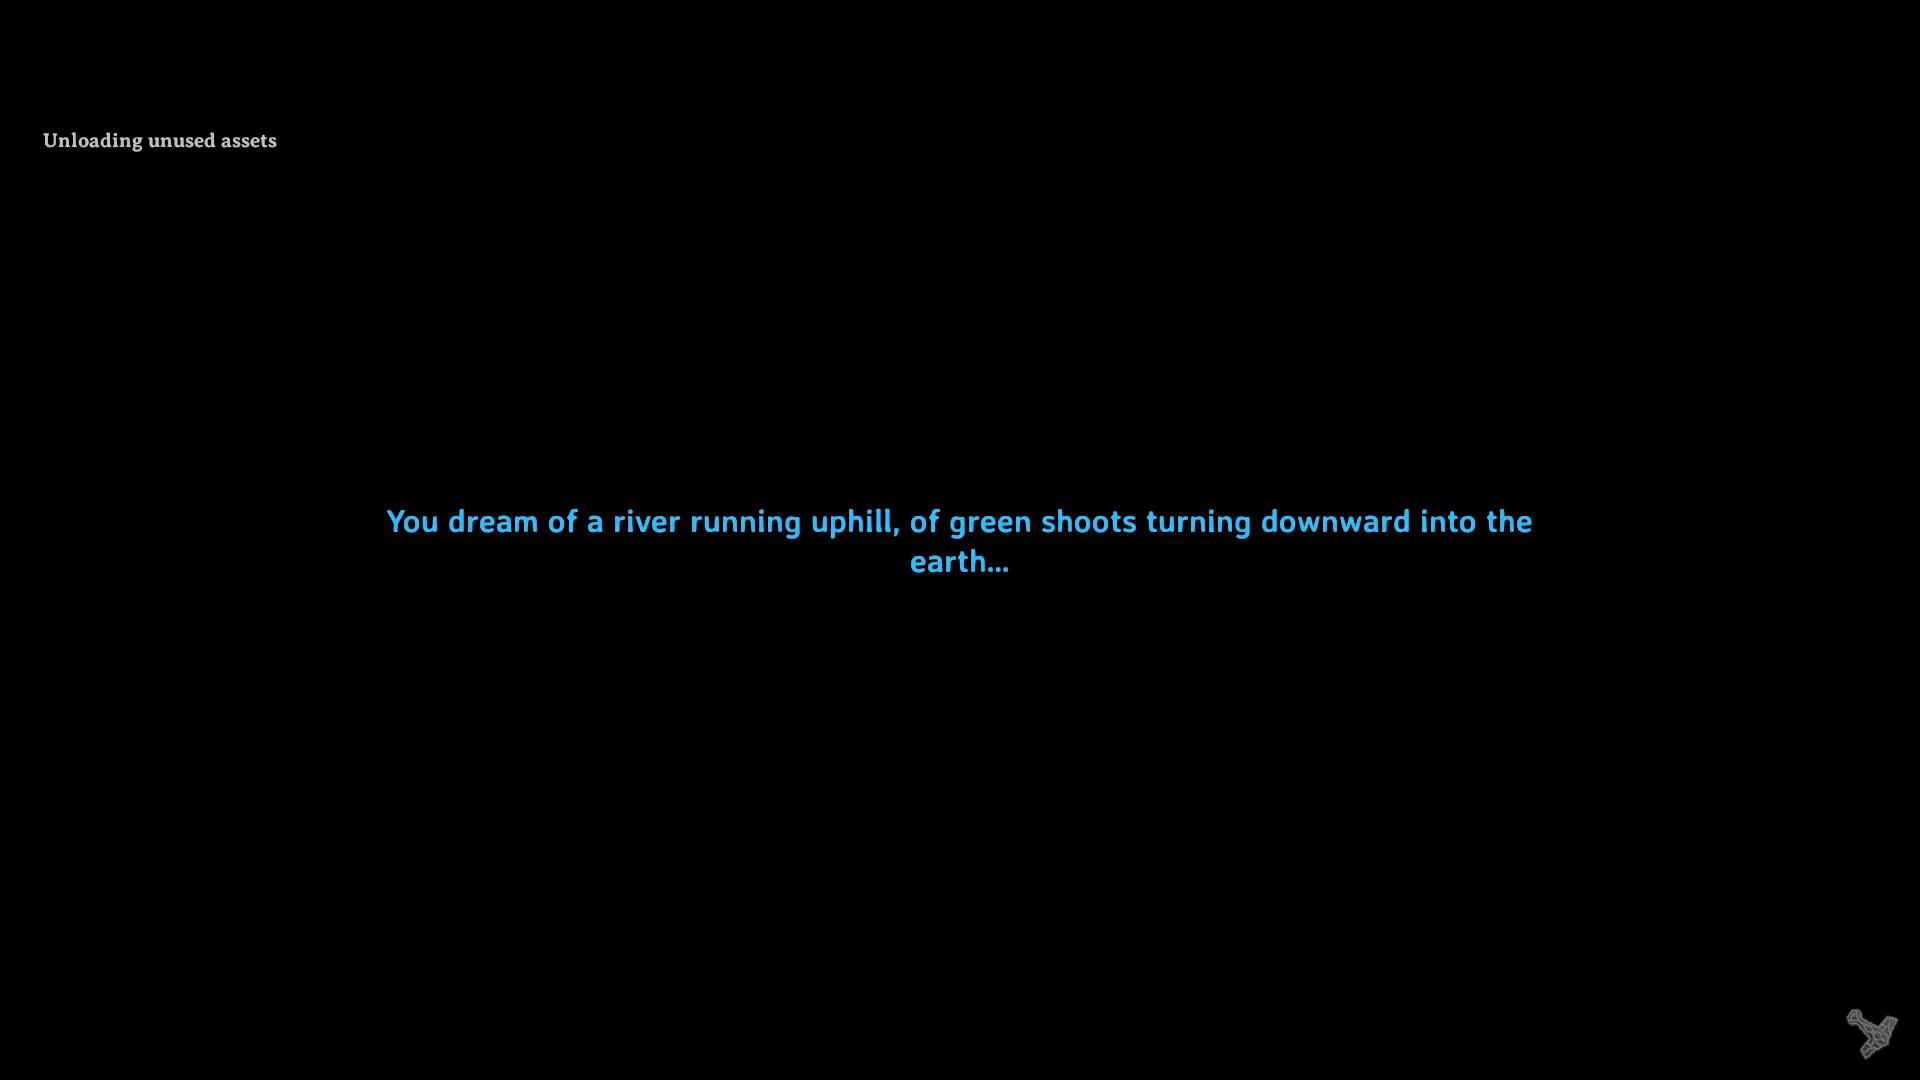 Unloading unused assets
You dream of a river running uphill, of green shoots turning downward into the
earth...